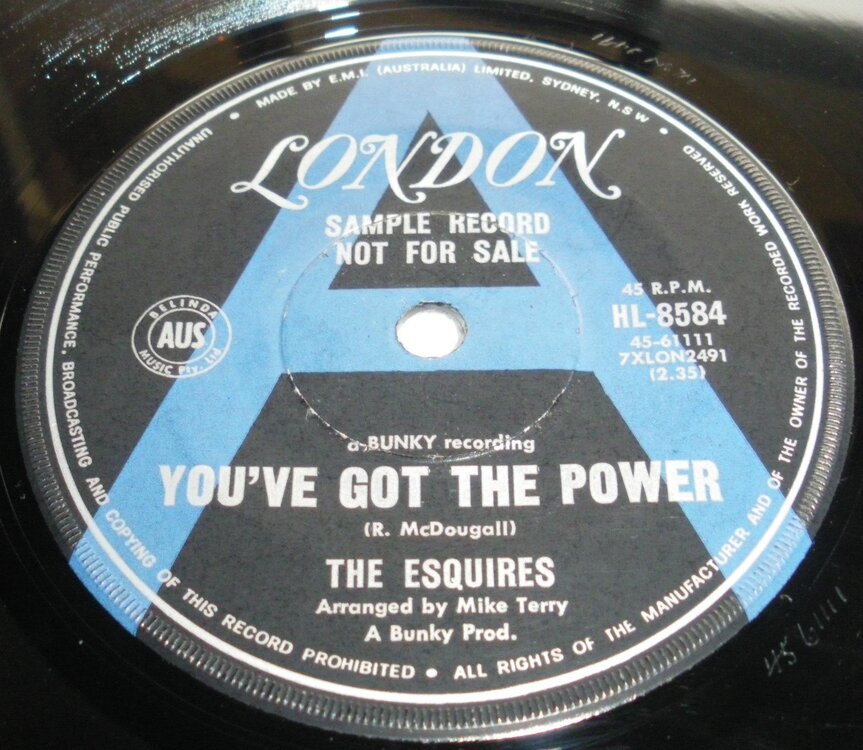 MADE BY E.M.I. (AUSTRALIA) LIMITED, SYDNEY, N.S.W
LONDON
SAMPLE RECORD
NOT FOR SALE
45 R.P.M.
HL-8584
45-61111
7XLON2491
(2.35)
BELINDA
AUS
MUSIC Pty. Ltd
a BUNKY recording
YOU'VE GOT THE POWER
(R. McDougall)
THE ESQUIRES
Arranged by Mike Terry
A Bunky Prod.
UNAUTHORISED PUBLIC PERFORMANCE, BROADCASTING AND COPYING OF THIS RECORD PROHIBITED • ALL RIGHTS OF THE MANUFACTURER AND OF THE OWNER OF THE RECORDED WORK RESERVED
45 61111